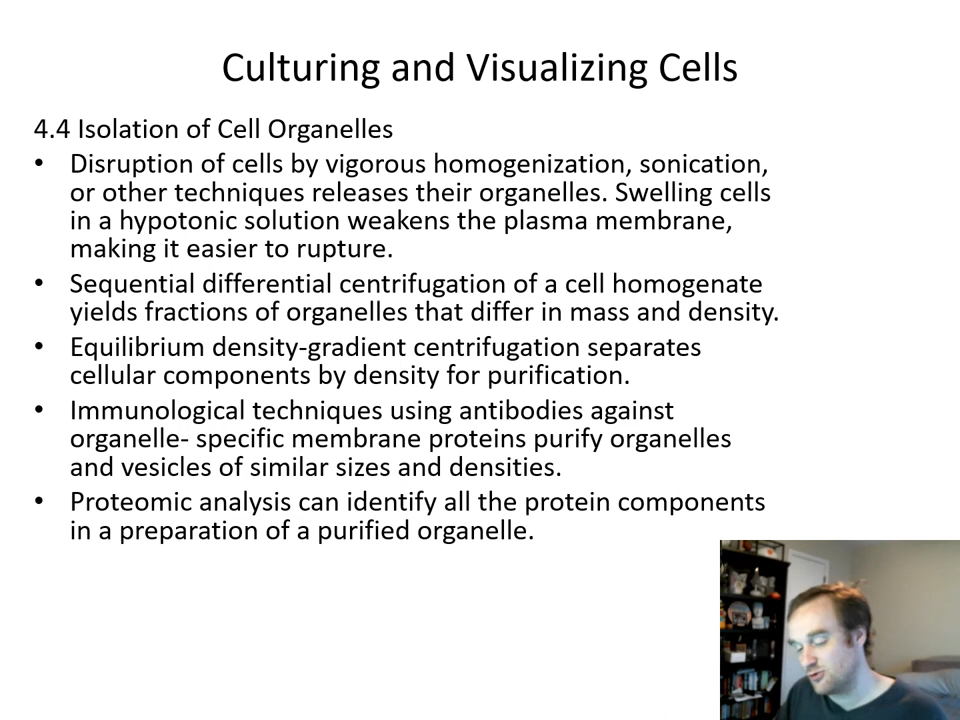 Culturing and Visualizing Cells
4.4 Isolation of Cell Organelles
• Disruption of cells by vigorous homogenization, sonication,
or other techniques releases their organelles. Swelling cells
in a hypotonic solution weakens the plasma membrane,
making it easier to rupture.
• Sequential differential centrifugation of a cell homogenate
yields fractions of organelles that differ in mass and density.
• Equilibrium density-gradient centrifugation separates
cellular components by density for purification.
• Immunological techniques using antibodies against
organelle- specific membrane proteins purify organelles
and vesicles of similar sizes and densities.
• Proteomic analysis can identify all the protein components
in a preparation of a purified organelle.